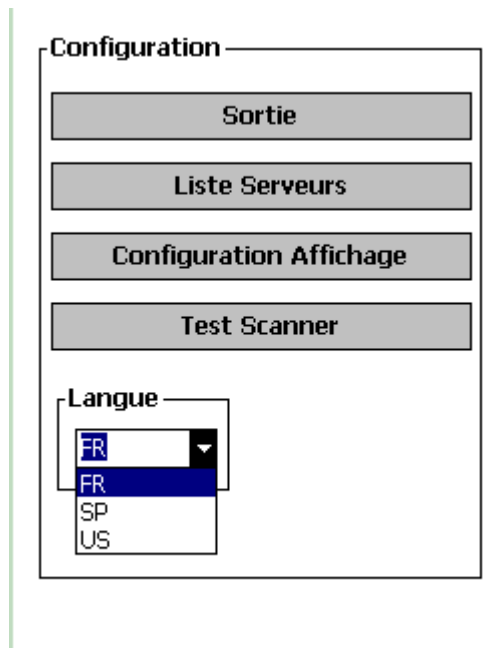 Configuration
Sortie
Liste Serveurs
Configuration Affichage
Test Scanner
Langue
FR
FR
SP
US